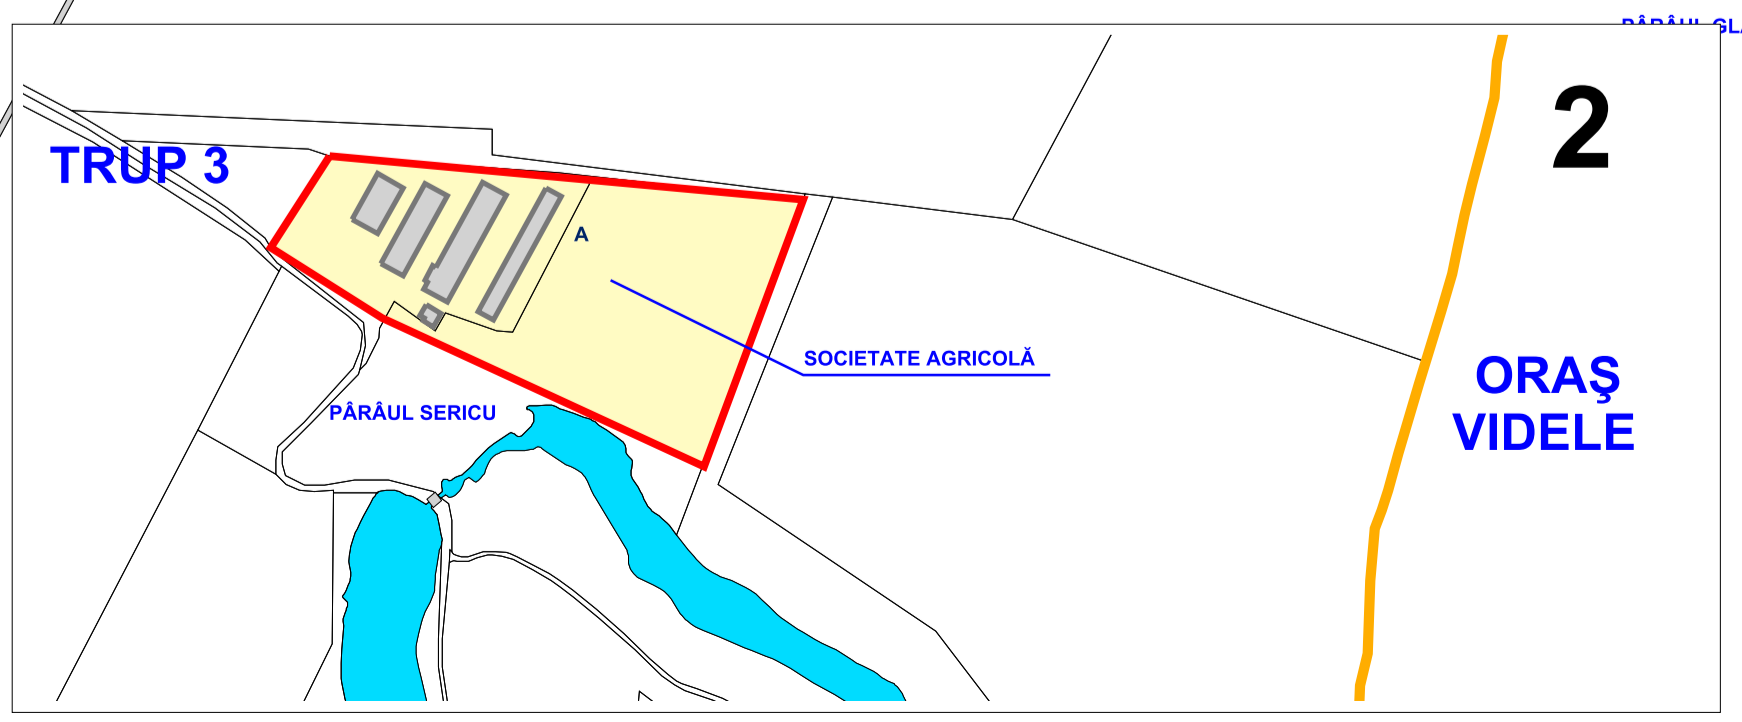 2
TRUP 3
A
SOCIETATE AGRICOLĂ
PÂRÂUL SERICU
ORAŞ
VIDELE